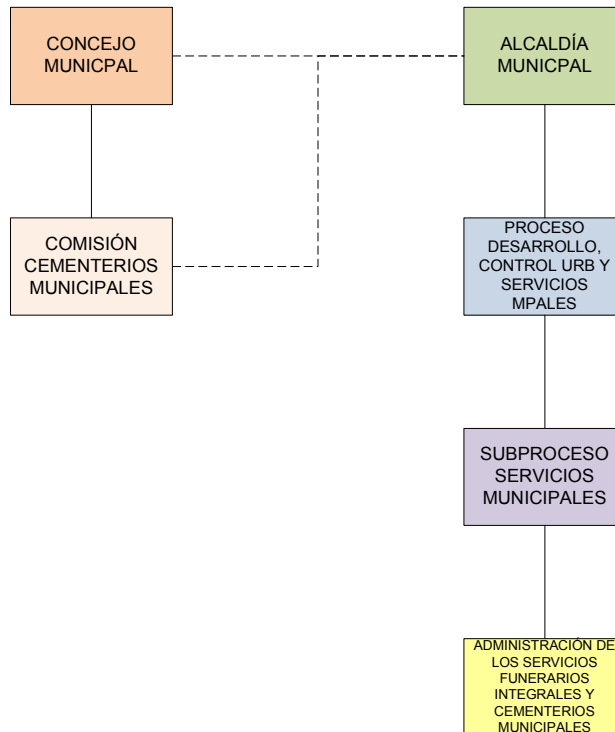 CONCEJO
MUNICPAL
ALCALDÍA
MUNICPAL
COMISIÓN
CEMENTERIOS
MUNICIPALES
PROCESO
DESARROLLO,
CONTROL URB Y
SERVICIOS
MPALES
SUBPROCESO
SERVICIOS
MUNICIPALES
ADMINISTRACIÓN DE
LOS SERVICIOS
FUNERARIOS
INTEGRALES Y
CEMENTERIOS
MUNICIPALES